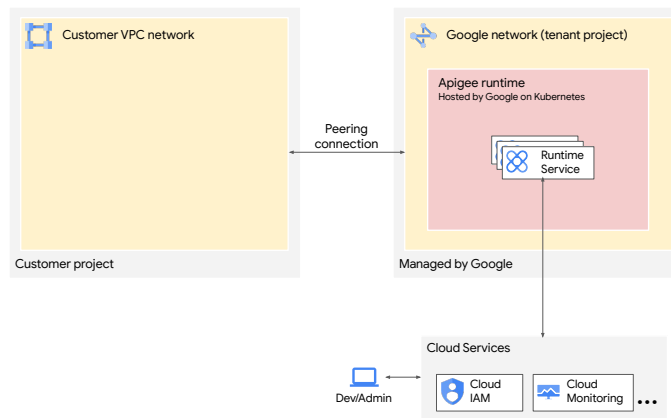 Customer VPC network
Google network (tenant project)
Apigee runtime
Hosted by Google on Kubernetes
Peering
connection
Runtime
Service
Customer project
Managed by Google
Cloud Services
Dev/Admin
Cloud
IAM
Cloud
Monitoring
...